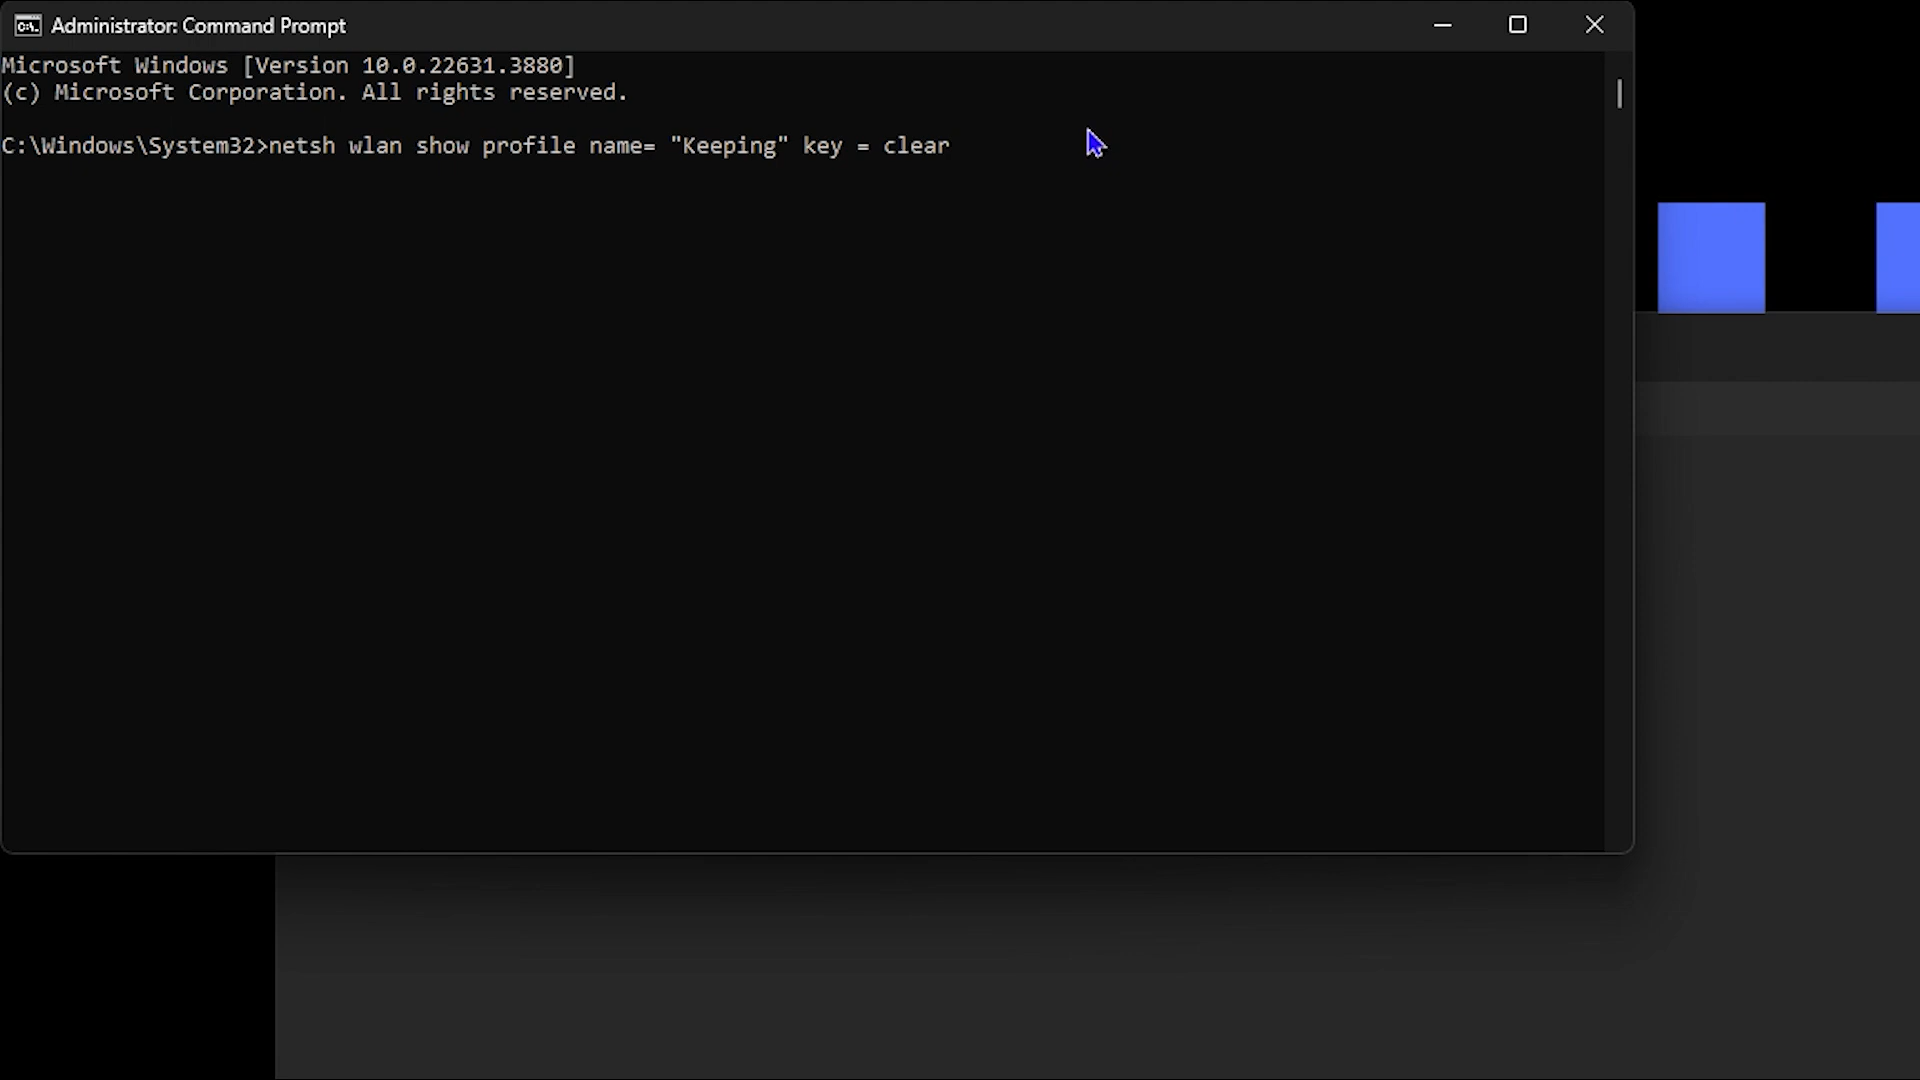 Administrator: Command Prompt
Microsoft Windows [Version 10.0.22631.3880]
(c) Microsoft Corporation. All rights reserved.
C:\Windows\System32>netsh wlan show profile name= "Keeping" key = clear